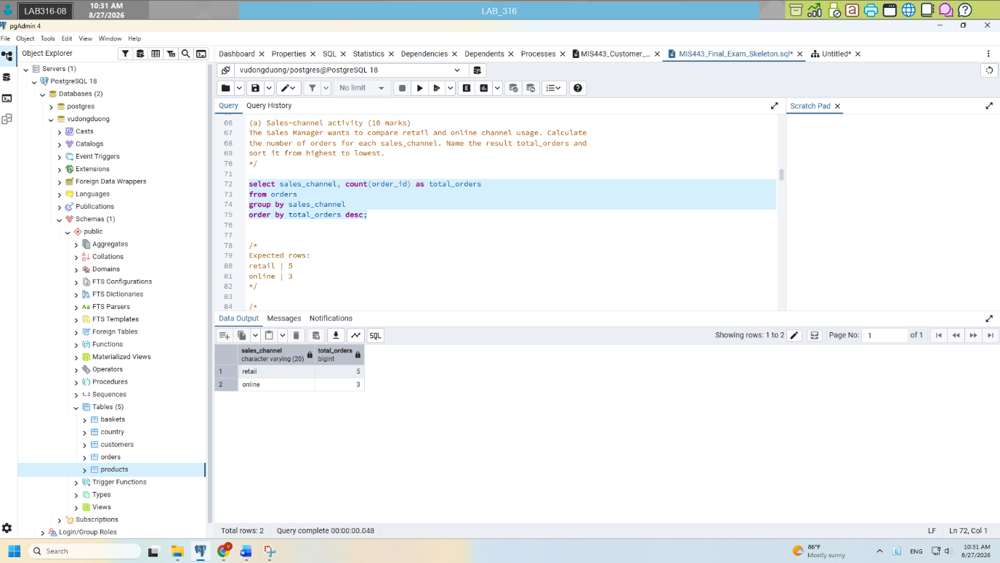 LAB316-08
10:31 AM
8/27/2026
LAB_316
pgAdmin 4
File Object Tools Edit View Window Help
Object Explorer
Dashboard Properties SQL Statistics Dependencies Dependents Processes MIS443_Customer_... MIS443_Final_Exam_Skeleton.sql* Untitled*
Servers (1)
PostgreSQL 18
Databases (2)
postgres
vudongduong
Casts
Catalogs
Event Triggers
Extensions
Foreign Data Wrappers
Languages
Publications
Schemas (1)
public
Aggregates
Collations
Domains
FTS Configurations
FTS Dictionaries
Aa FTS Parsers
FTS Templates
Foreign Tables
Functions
Materialized Views
Operators
Procedures
1..3 Sequences
Tables (5)
baskets
country
customers
orders
products
Trigger Functions
Types
Views
Subscriptions
Login/Group Roles
vudongduong/postgres@PostgreSQL 18
No limit
Query Query History
Scratch Pad
66 (a) Sales-channel activity (10 marks)
67 The Sales Manager wants to compare retail and online channel usage. Calculate
68 the number of orders for each sales_channel. Name the result total_orders and
69 sort it from highest to lowest.
70 */
71
72 select sales_channel, count(order_id) as total_orders
73 from orders
74 group by sales_channel
75 order by total_orders desc;
76
77
78 /*
79 Expected rows:
80 retail | 5
81 online | 3
82 */
83
84 /*
Data Output Messages Notifications
SQL
Showing rows: 1 to 2
Page No: 1 of 1
sales_channel total_orders
character varying (20) bigint
1 retail 5
2 online 3
Total rows: 2 Query complete 00:00:00.048
LF Ln 72, Col 1
Search
86°F
Mostly sunny
ENG
10:31 AM
8/27/2026